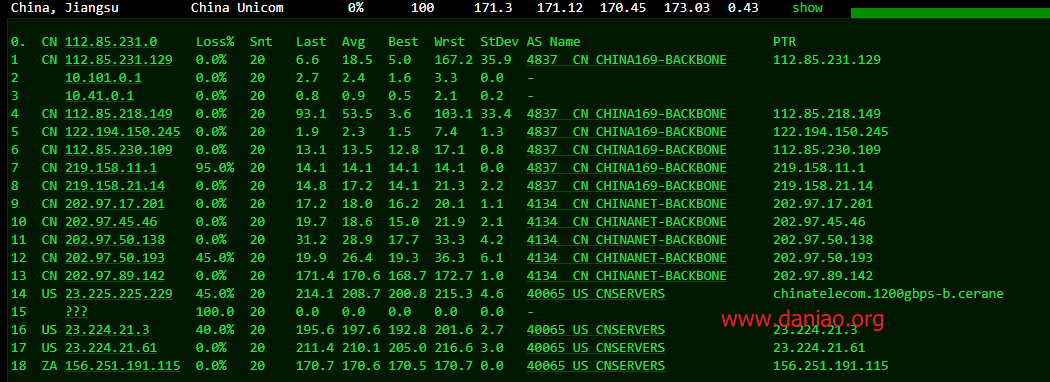 China, Jiangsu China Unicom 0% 100 171.3 171.12 170.45 173.03 0.43 show
0. CN 112.85.231.0 Loss% Snt Last Avg Best Wrst StDev AS Name PTR
1 CN 112.85.231.129 0.0% 20 6.6 18.5 5.0 167.2 35.9 4837 CN CHINA169-BACKBONE 112.85.231.129
2 10.101.0.1 0.0% 20 2.7 2.4 1.6 3.3 0.0 -
3 10.41.0.1 0.0% 20 0.8 0.9 0.5 2.1 0.2 -
4 CN 112.85.218.149 0.0% 20 93.1 53.5 3.6 103.1 33.4 4837 CN CHINA169-BACKBONE 112.85.218.149
5 CN 122.194.150.245 0.0% 20 1.9 2.3 1.5 7.4 1.3 4837 CN CHINA169-BACKBONE 122.194.150.245
6 CN 112.85.230.109 0.0% 20 13.1 13.5 12.8 17.1 0.8 4837 CN CHINA169-BACKBONE 112.85.230.109
7 CN 219.158.11.1 95.0% 20 14.1 14.1 14.1 14.1 0.0 4837 CN CHINA169-BACKBONE 219.158.11.1
8 CN 219.158.21.14 0.0% 20 14.8 17.2 14.1 21.3 2.2 4837 CN CHINA169-BACKBONE 219.158.21.14
9 CN 202.97.17.201 0.0% 20 17.2 18.0 16.2 20.1 1.1 4134 CN CHINANET-BACKBONE 202.97.17.201
10 CN 202.97.45.46 0.0% 20 19.7 18.6 15.0 21.9 2.1 4134 CN CHINANET-BACKBONE 202.97.45.46
11 CN 202.97.50.138 0.0% 20 31.2 28.9 17.7 33.3 4.2 4134 CN CHINANET-BACKBONE 202.97.50.138
12 CN 202.97.50.193 45.0% 20 19.9 26.4 19.3 36.3 6.1 4134 CN CHINANET-BACKBONE 202.97.50.193
13 CN 202.97.89.142 0.0% 20 171.4 170.6 168.7 172.7 1.0 4134 CN CHINANET-BACKBONE 202.97.89.142
14 US 23.225.225.229 45.0% 20 214.1 208.7 200.8 215.3 4.6 40065 US CNSERVERS chinatelecom.1200gbps-b.cerane
15 ??? 100.0 20 0.0 0.0 0.0 0.0 0.0 -
www.daniao.org
16 US 23.224.21.3 40.0% 20 195.6 197.6 192.8 201.6 2.7 40065 US CNSERVERS 23.224.21.3
17 US 23.224.21.61 0.0% 20 211.4 210.1 205.0 216.6 3.0 40065 US CNSERVERS 23.224.21.61
18 ZA 156.251.191.115 0.0% 20 170.7 170.6 170.5 170.7 0.0 40065 US CNSERVERS 156.251.191.115